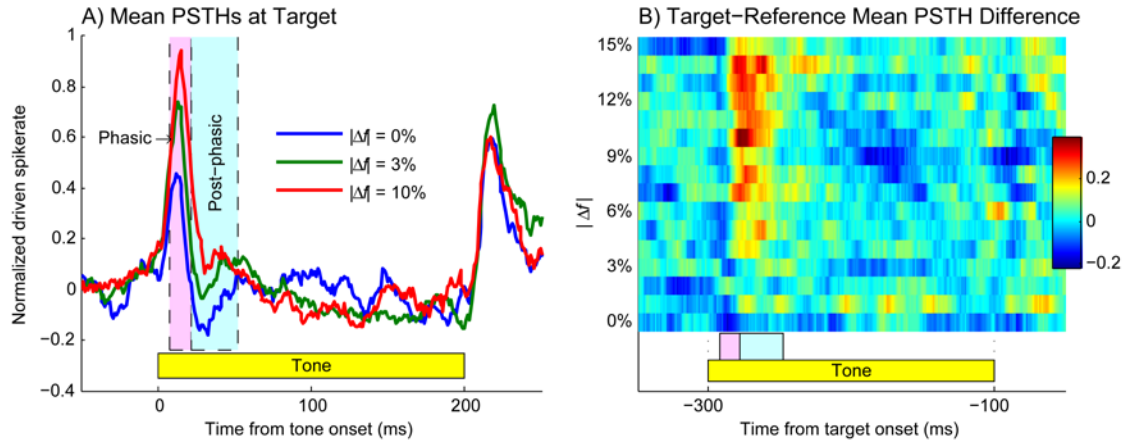 A) Mean PSTHs at Target
B) Target−Reference Mean PSTH Difference
Normalized driven spikerate
1
0.8
0.6
0.4
0.2
0
−0.2
−0.4
Phasic
Post−phasic
|Δf| = 0%
|Δf| = 3%
|Δf| = 10%
Tone
0
100
200
Time from tone onset (ms)
|Δf|
15%
12%
9%
6%
3%
0%
0.2
0
−0.2
Tone
−300
−100
Time from target onset (ms)